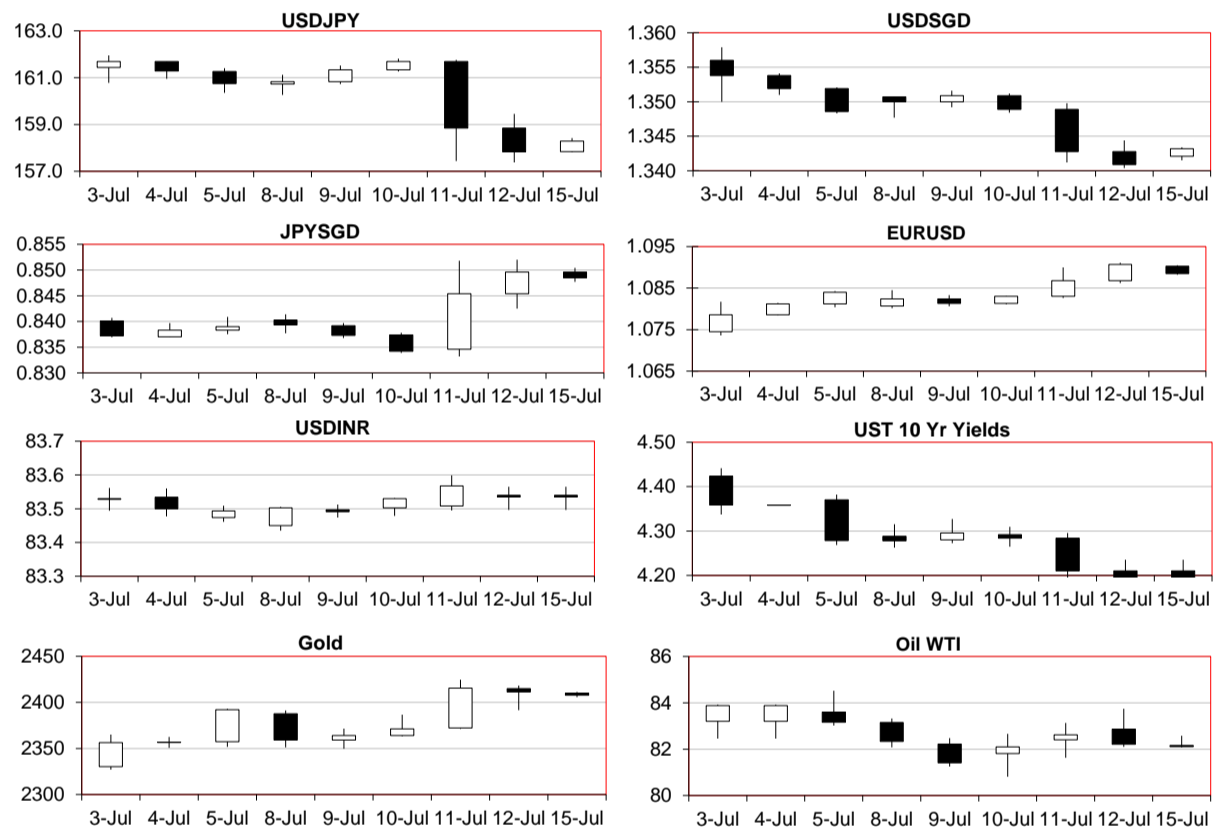 USDJPY
163.0
161.0
159.0
157.0
3-Jul 4-Jul 5-Jul 8-Jul 9-Jul 10-Jul 11-Jul 12-Jul 15-Jul
USDSGD
1.360
1.355
1.350
1.345
1.340
3-Jul 4-Jul 5-Jul 8-Jul 9-Jul 10-Jul 11-Jul 12-Jul 15-Jul
JPYSGD
0.855
0.850
0.845
0.840
0.835
0.830
3-Jul 4-Jul 5-Jul 8-Jul 9-Jul 10-Jul 11-Jul 12-Jul 15-Jul
EURUSD
1.095
1.085
1.075
1.065
3-Jul 4-Jul 5-Jul 8-Jul 9-Jul 10-Jul 11-Jul 12-Jul 15-Jul
USDINR
83.7
83.6
83.5
83.4
83.3
3-Jul 4-Jul 5-Jul 8-Jul 9-Jul 10-Jul 11-Jul 12-Jul 15-Jul
UST 10 Yr Yields
4.50
4.40
4.30
4.20
3-Jul 4-Jul 5-Jul 8-Jul 9-Jul 10-Jul 11-Jul 12-Jul 15-Jul
Gold
2450
2400
2350
2300
3-Jul 4-Jul 5-Jul 8-Jul 9-Jul 10-Jul 11-Jul 12-Jul 15-Jul
Oil WTI
86
84
82
80
3-Jul 4-Jul 5-Jul 8-Jul 9-Jul 10-Jul 11-Jul 12-Jul 15-Jul